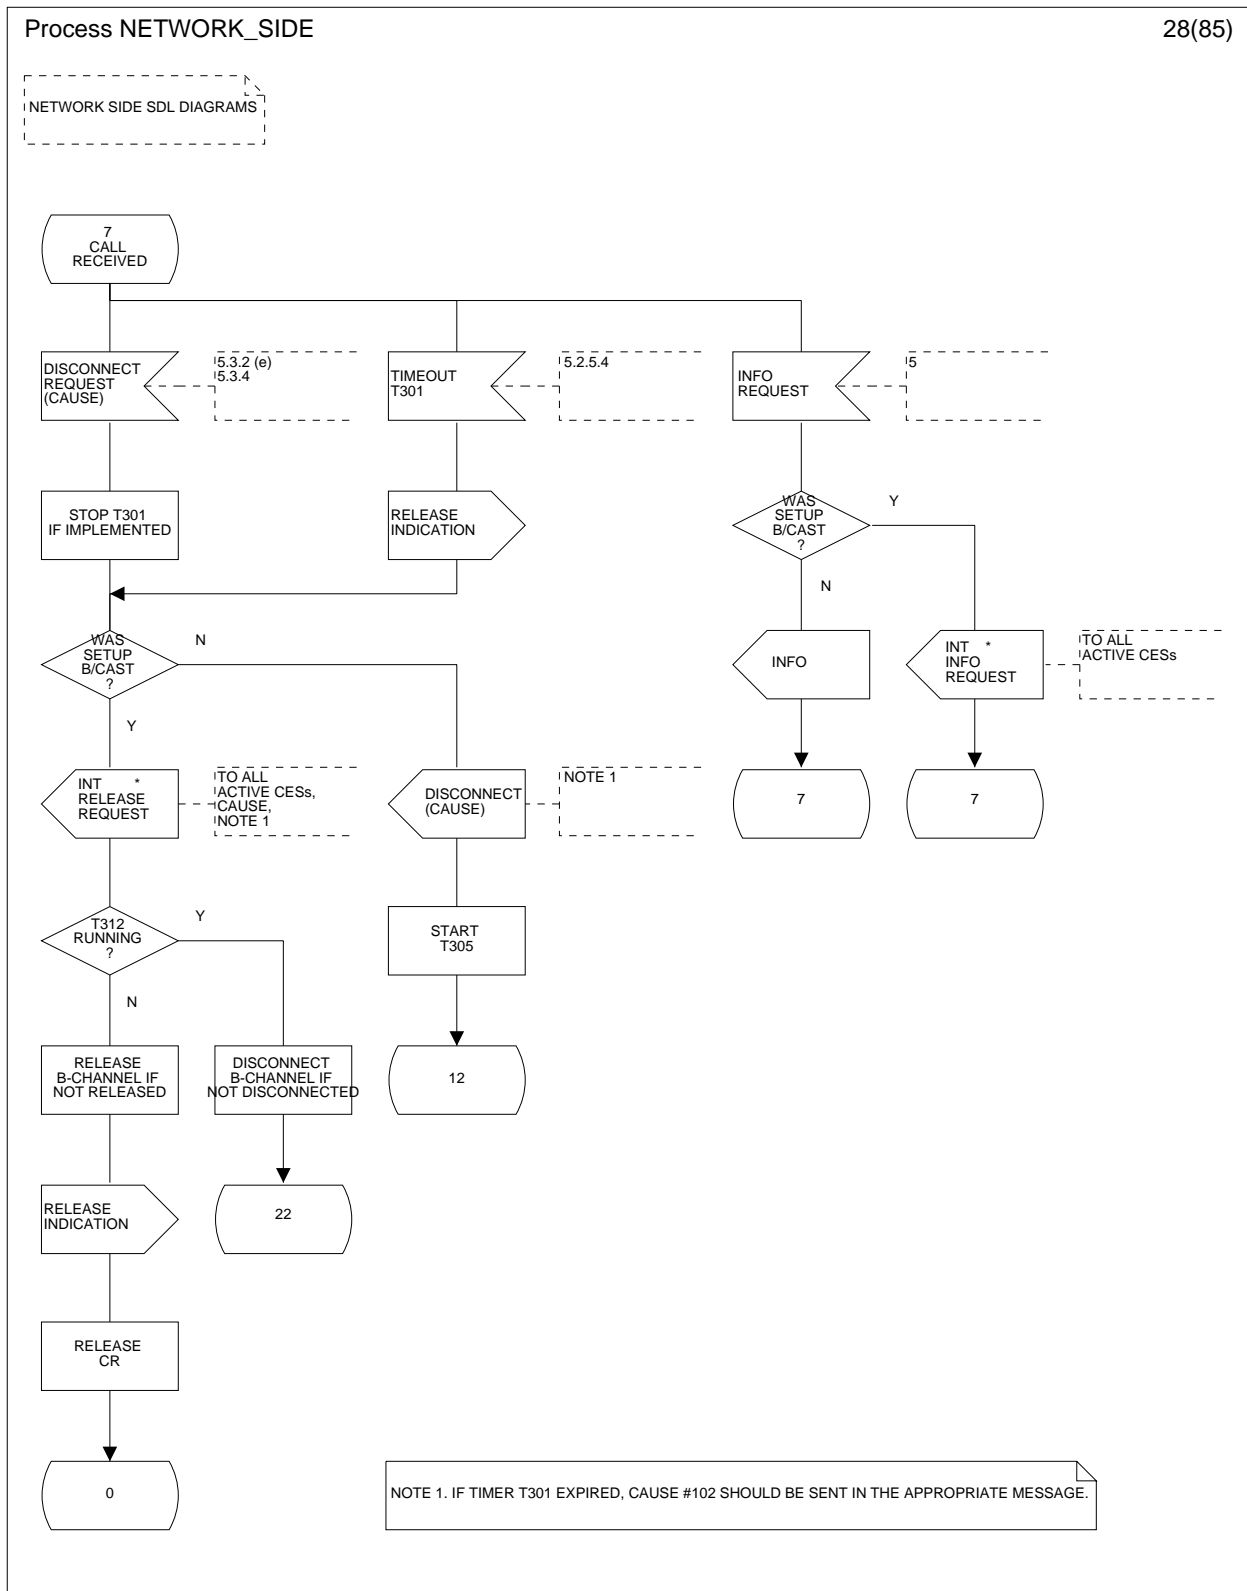 Process NETWORK_SIDE
28(85)
NETWORK SIDE SDL DIAGRAMS
7
CALL
RECEIVED
DISCONNECT
REQUEST
(CAUSE)
5.3.2 (e)
5.3.4
TIMEOUT
T301
5.2.5.4
INFO
REQUEST
5
STOP T301
IF IMPLEMENTED
RELEASE
INDICATION
WAS
SETUP
B/CAST
?
Y
N
WAS
SETUP
B/CAST
?
N
Y
INFO
INT *
INFO
REQUEST
TO ALL
ACTIVE CESs
INT *
RELEASE
REQUEST
TO ALL
ACTIVE CESs,
CAUSE,
NOTE 1
DISCONNECT
(CAUSE)
NOTE 1
7
7
T312
RUNNING
?
Y
N
START
T305
RELEASE
B-CHANNEL IF
NOT RELEASED
DISCONNECT
B-CHANNEL IF
NOT DISCONNECTED
12
RELEASE
INDICATION
22
RELEASE
CR
0
NOTE 1. IF TIMER T301 EXPIRED, CAUSE #102 SHOULD BE SENT IN THE APPROPRIATE MESSAGE.